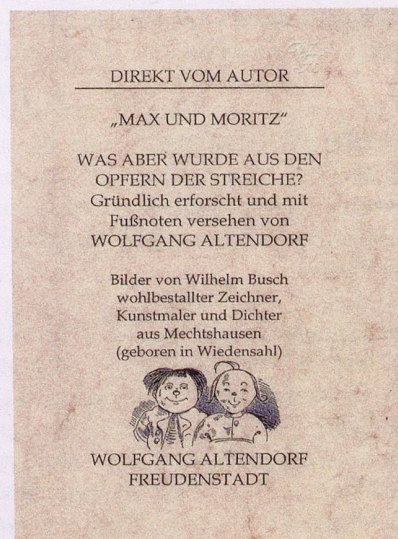 DIREKT VOM AUTOR
„MAX UND MORITZ“
WAS ABER WURDE AUS DEN
OPFERN DER STREICHE?
Gründlich erforscht und mit
Fußnoten versehen von
WOLFGANG ALTENDORF
Bilder von Wilhelm Busch
wohlbestallter Zeichner,
Kunstmaler und Dichter
aus Mechtshausen
(geboren in Wiedensahl)
WOLFGANG ALTENDORF
FREUDENSTADT